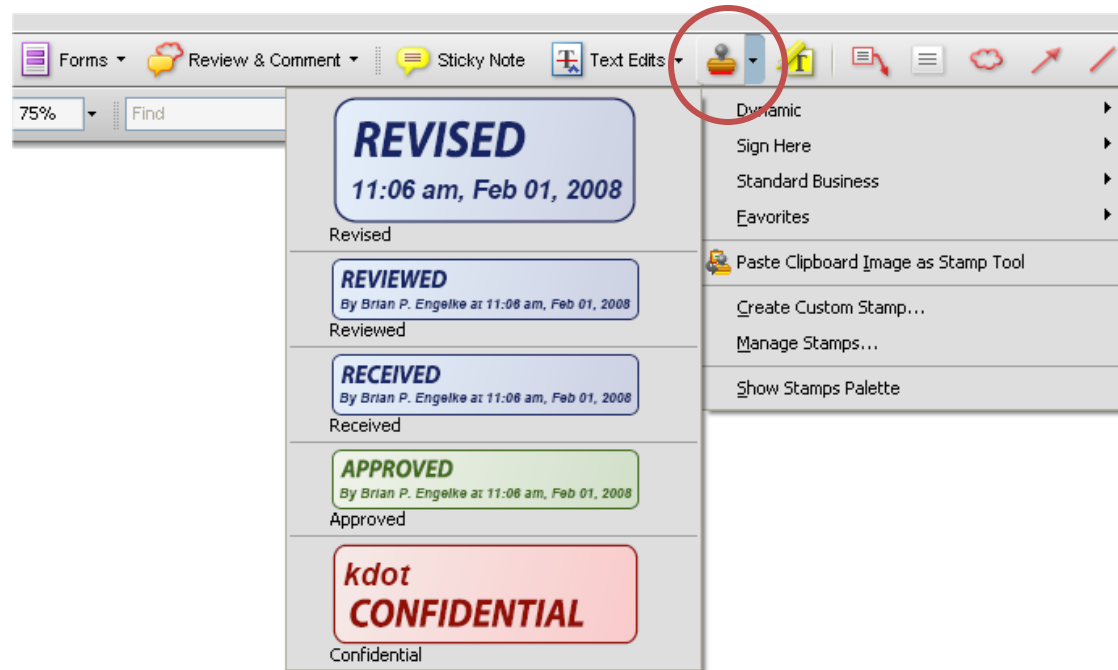 Forms Review & Comment Sticky Note Text Edits T
75% Find
REVISED
11:06 am, Feb 01, 2008
Revised
REVIEWED
By Brian P. Engelke at 11:06 am, Feb 01, 2008
Reviewed
RECEIVED
By Brian P. Engelke at 11:06 am, Feb 01, 2008
Received
APPROVED
By Brian P. Engelke at 11:06 am, Feb 01, 2008
Approved
kdot
CONFIDENTIAL
Confidential
Dynamic
Sign Here
Standard Business
Favorites
Paste Clipboard Image as Stamp Tool
Create Custom Stamp...
Manage Stamps...
Show Stamps Palette